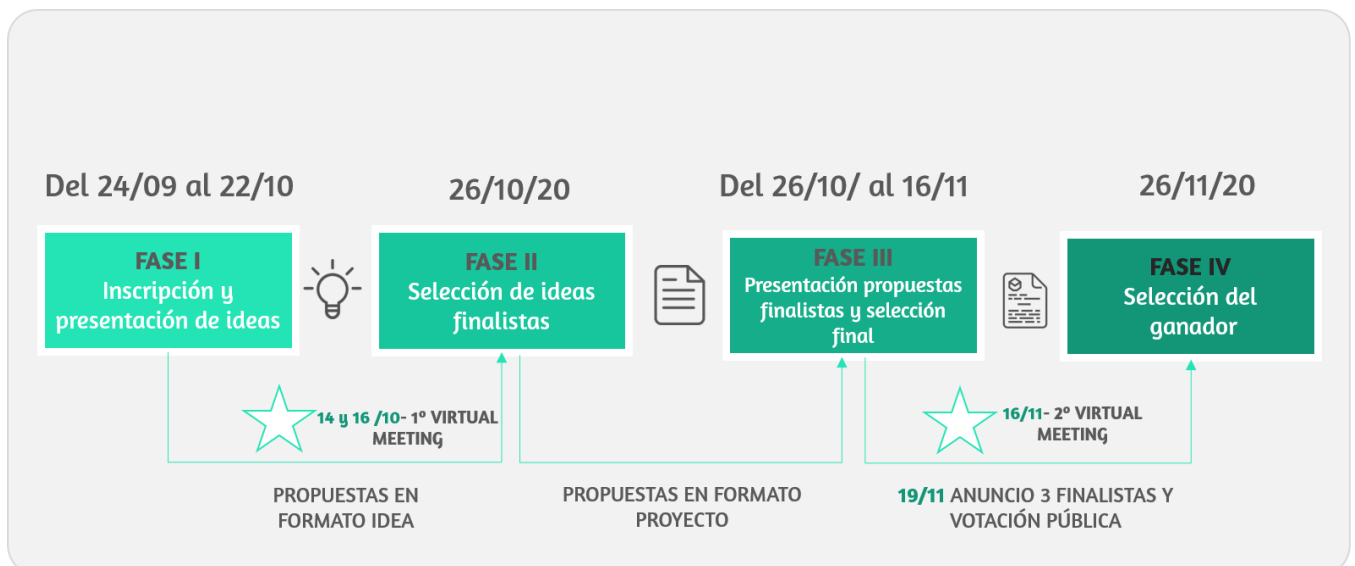 Del 24/09 al 22/10
26/10/20
Del 26/10/ al 16/11
26/11/20
FASE I
Inscripción y
presentación de ideas
FASE II
Selección de ideas
finalistas
FASE III
Presentación propuestas
finalistas y selección
final
FASE IV
Selección del
ganador
14 y 16 /10- 1º VIRTUAL
MEETING
16/11- 2º VIRTUAL
MEETING
PROPUESTAS EN
FORMATO IDEA
PROPUESTAS EN FORMATO
PROYECTO
19/11 ANUNCIO 3 FINALISTAS Y
VOTACIÓN PÚBLICA